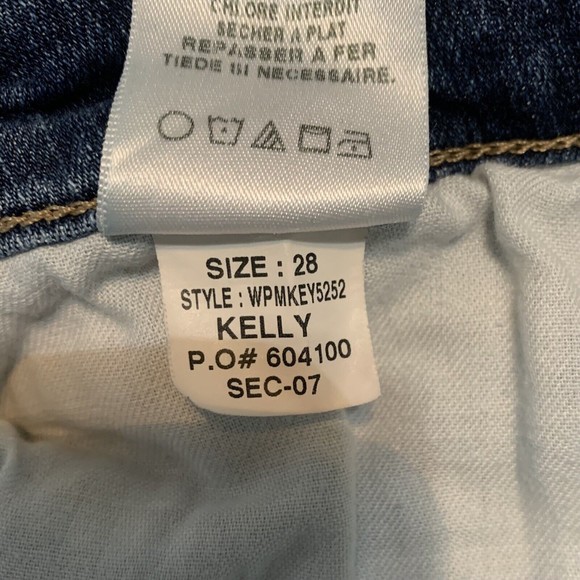 CHLORE INTERDIT
SECHER A PLAT
REPASSER A FER
TIEDE SI NECESSAIRE.
SIZE : 28
STYLE : WPMKEY5252
KELLY
P.O# 604100
SEC-07